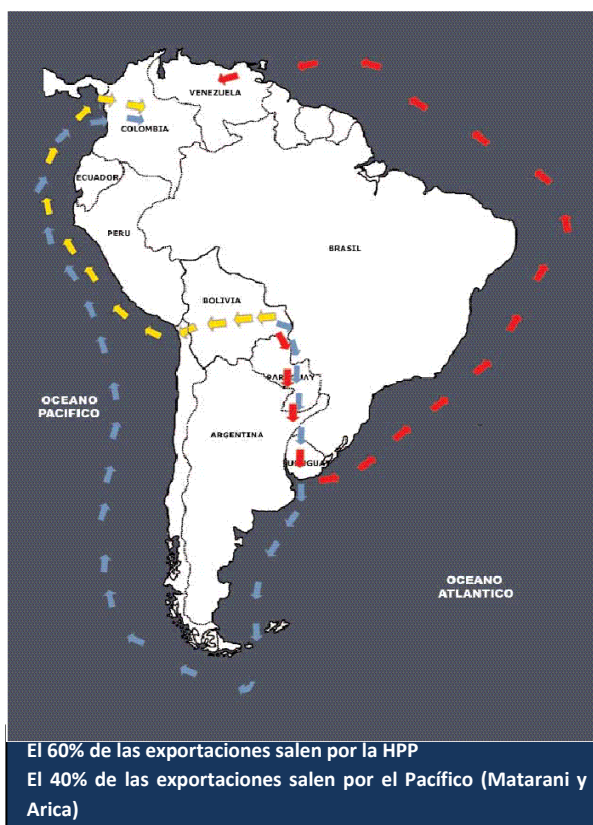 VENEZUELA
COLOMBIA
ECUADOR
PERU
BRASIL
BOLIVIA
PARAGUAY
OCEANO
PACIFICO
ARGENTINA
OCEANO
ATLANTICO
El 60% de las exportaciones salen por la HPP
El 40% de las exportaciones salen por el Pacífico (Matarani y
Arica)